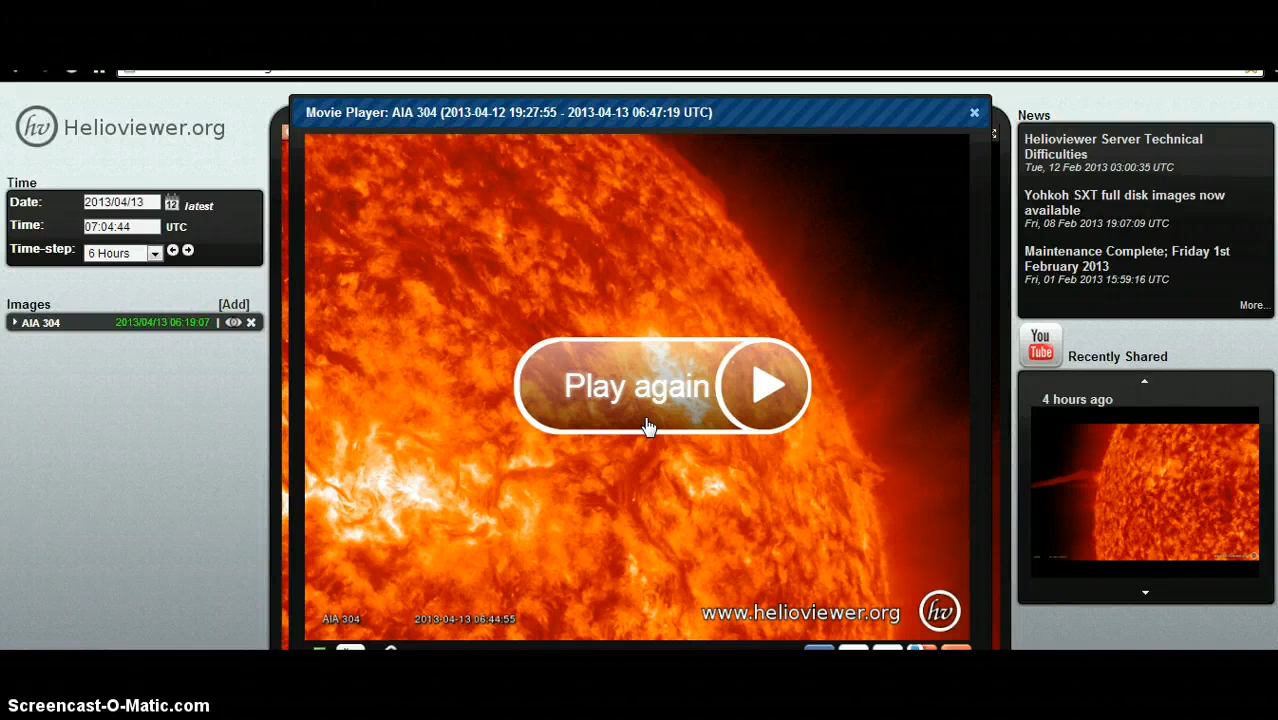 Movie Player: AIA 304 (2013-04-12 19:27:55 - 2013-04-13 06:47:19 UTC)
hv Helioviewer.org
Time
Date: 2013/04/13 12 latest
Time: 07:04:44 UTC
Time-step: 6 Hours
Images [Add]
AIA 304 2013/04/13 06:19:07
Play again
AIA 304 2013-04-13 06:44:55
www.helioviewer.org hv
News
Helioviewer Server Technical
Difficulties
Tue, 12 Feb 2013 03:00:35 UTC
Yohkoh SXT full disk images now
available
Fri, 08 Feb 2013 19:07:09 UTC
Maintenance Complete; Friday 1st
February 2013
Fri, 01 Feb 2013 15:59:16 UTC
More...
You
Tube Recently Shared
4 hours ago
Screencast-O-Matic.com